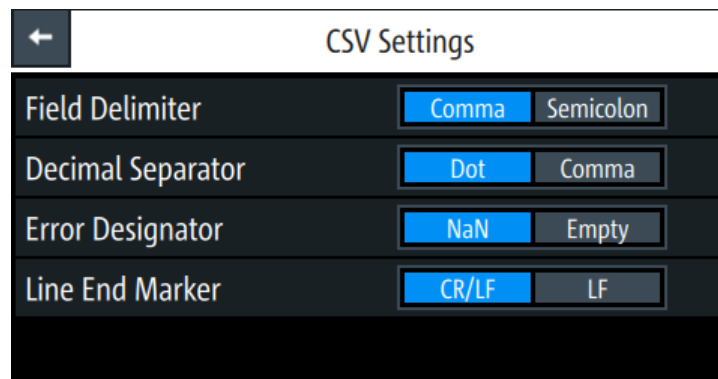 CSV Settings
Field Delimiter Comma Semicolon
Decimal Separator Dot Comma
Error Designator NaN Empty
Line End Marker CR/LF LF